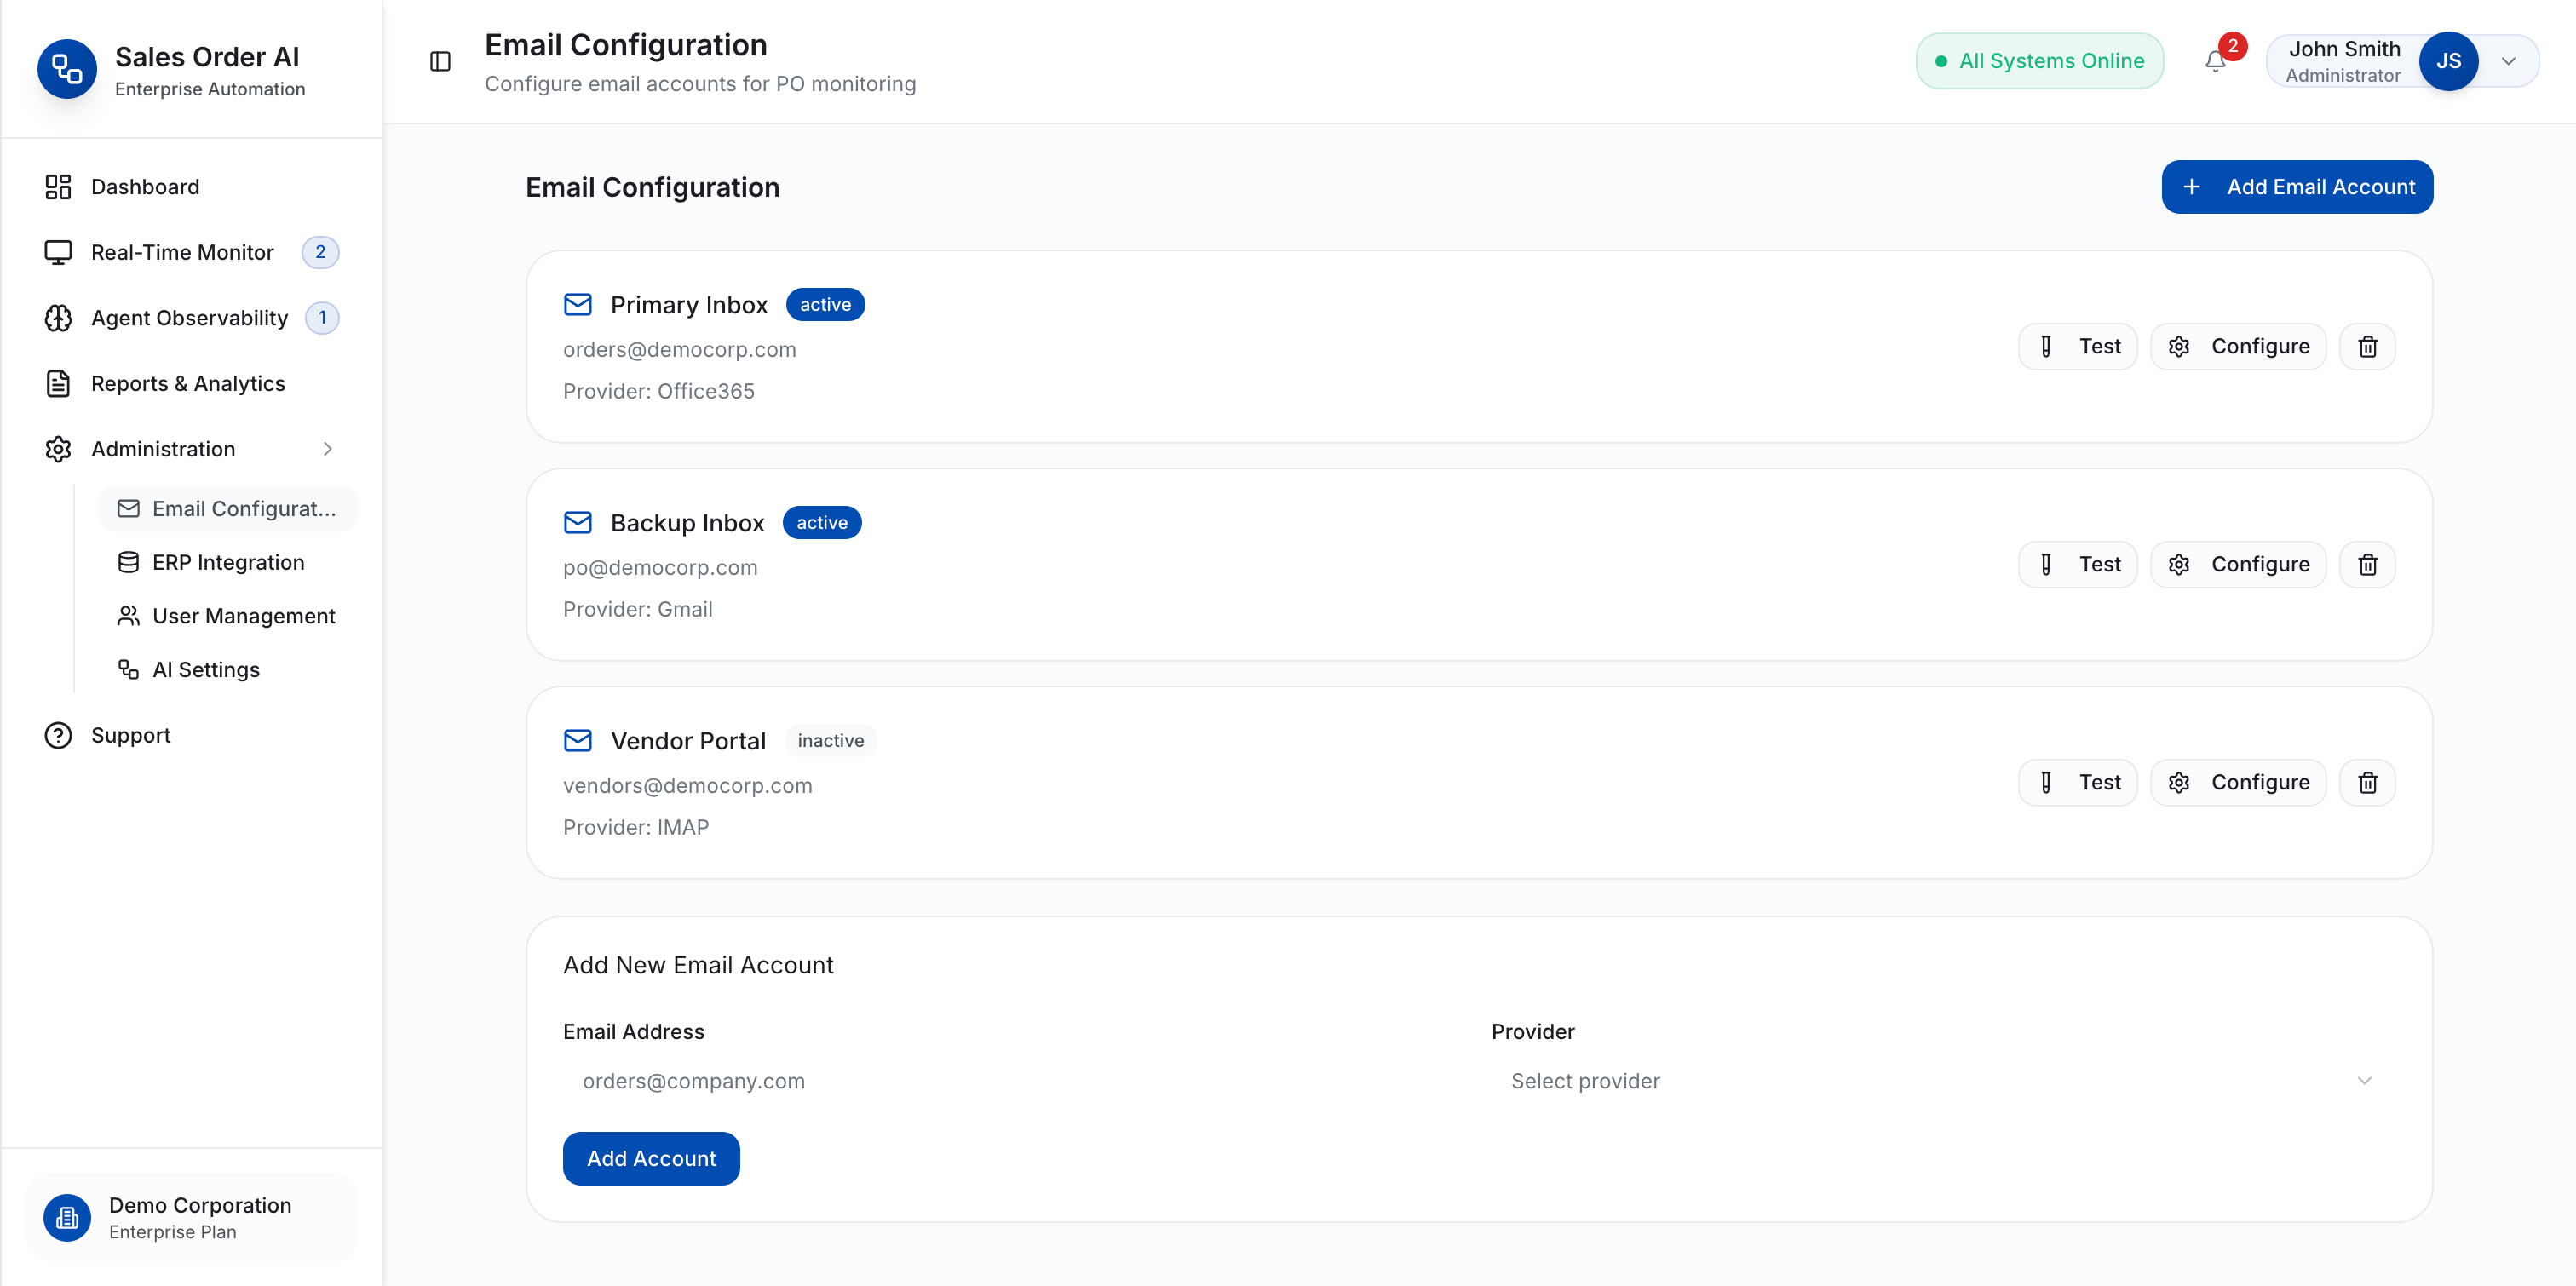 Sales Order AI
Enterprise Automation
Dashboard
Real-Time Monitor 2
Agent Observability 1
Reports & Analytics
Administration
Email Configurat...
ERP Integration
User Management
AI Settings
Support
Demo Corporation
Enterprise Plan
Email Configuration
Configure email accounts for PO monitoring
All Systems Online
2
John Smith
Administrator
JS
Email Configuration
Add Email Account
Primary Inbox active
orders@democorp.com
Provider: Office365
Test Configure
Backup Inbox active
po@democorp.com
Provider: Gmail
Test Configure
Vendor Portal inactive
vendors@democorp.com
Provider: IMAP
Test Configure
Add New Email Account
Email Address
orders@company.com
Provider
Select provider
Add Account